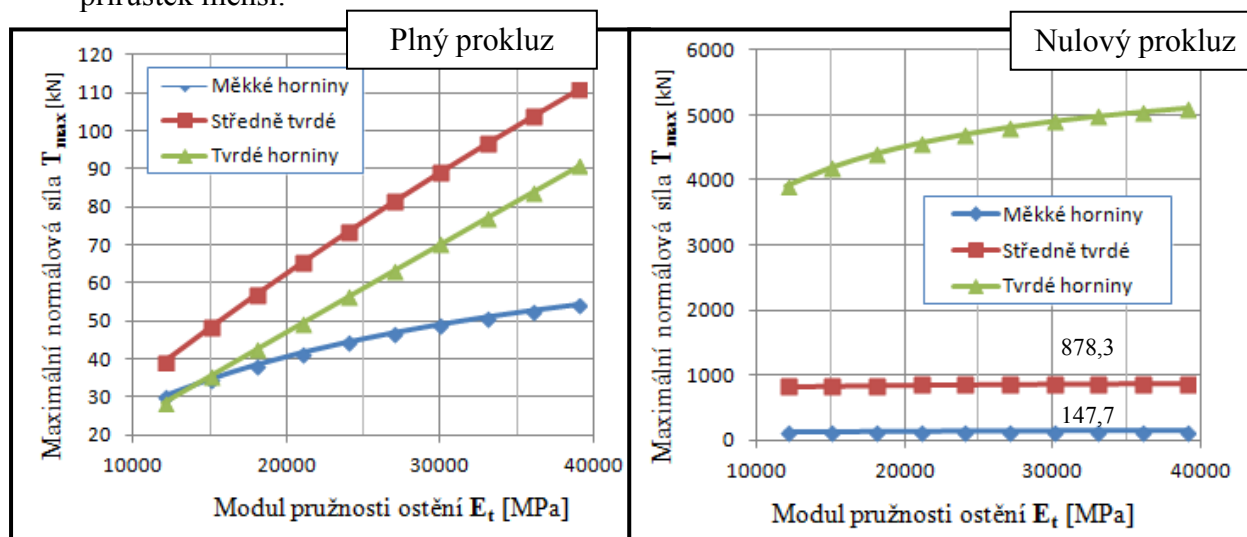 přírůstek menší.
Plný prokluz
120
110
100
90
80
70
60
50
40
30
20
10000
20000
30000
40000
Maximální normálová síla Tmax [kN]
Měkké horniny
Středně tvrdé
Tvrdé horniny
Modul pružnosti ostění Et [MPa]
Nulový prokluz
6000
5000
4000
3000
2000
1000
0
10000
20000
30000
40000
Maximální normálová síla Tmax [kN]
Měkké horniny
Středně tvrdé
Tvrdé horniny
878,3
147,7
Modul pružnosti ostění Et [MPa]